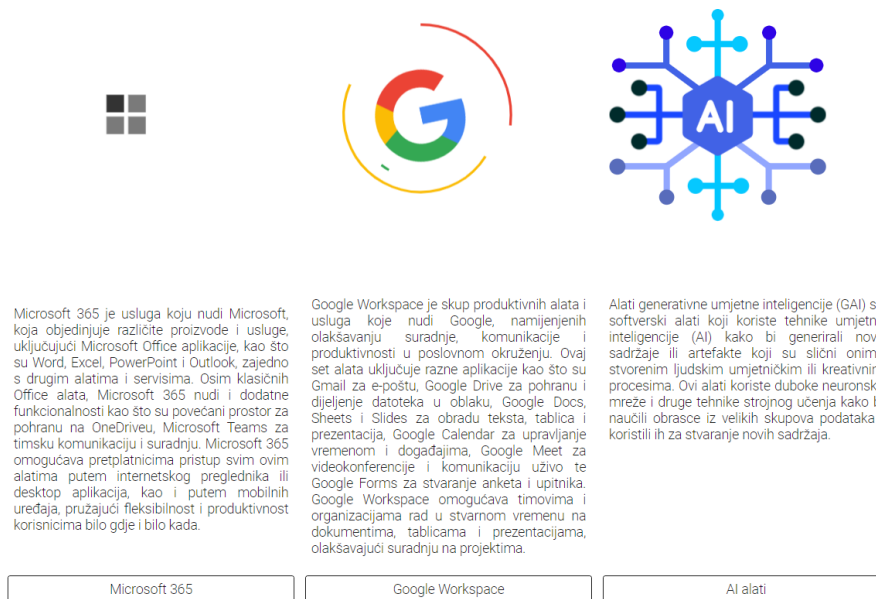 AI
Microsoft 365 je usluga koju nudi Microsoft,
koja objedinjuje različite proizvode i usluge,
uključujući Microsoft Office aplikacije, kao što
su Word, Excel, PowerPoint i Outlook, zajedno
s drugim alatima i servisima. Osim klasičnih
Office alata, Microsoft 365 nudi i dodatne
funkcionalnosti kao što su povećani prostor za
pohranu na OneDriveu, Microsoft Teams za
timsku komunikaciju i suradnju. Microsoft 365
omogućava pretplatnicima pristup svim ovim
alatima putem internetskog preglednika ili
desktop aplikacija, kao i putem mobilnih
uređaja, pružajući fleksibilnost i produktivnost
korisnicima bilo gdje i bilo kada.
Microsoft 365
Google Workspace je skup produktivnih alata i
usluga koje nudi Google, namijenjenih
olakšavanju suradnje, komunikacije i
produktivnosti u poslovnom okruženju. Ovaj
set alata uključuje razne aplikacije kao što su
Gmail za e-poštu, Google Drive za pohranu i
dijeljenje datoteka u oblaku, Google Docs,
Sheets i Slides za obradu teksta, tablica i
prezentacija, Google Calendar za upravljanje
vremenom i događajima, Google Meet za
videokonferencije i komunikaciju uživo te
Google Forms za stvaranje anketa i upitnika.
Google Workspace omogućava timovima i
organizacijama rad u stvarnom vremenu na
dokumentima, tablicama i prezentacijama,
olakšavajući suradnju na projektima.
Google Workspace
Alati generativne umjetne inteligencije (GAI) s
softverski alati koji koriste tehnike umjetn
inteligencije (AI) kako bi generirali nov
sadržaje ili artefakte koji su slični onim
stvorenim ljudskim umjetničkim ili kreativnim
procesima. Ovi alati koriste duboke neuronsk
mreže i druge tehnike strojnog učenja kako b
naučili obrasce iz velikih skupova podataka
koristili ih za stvaranje novih sadržaja.
AI alati